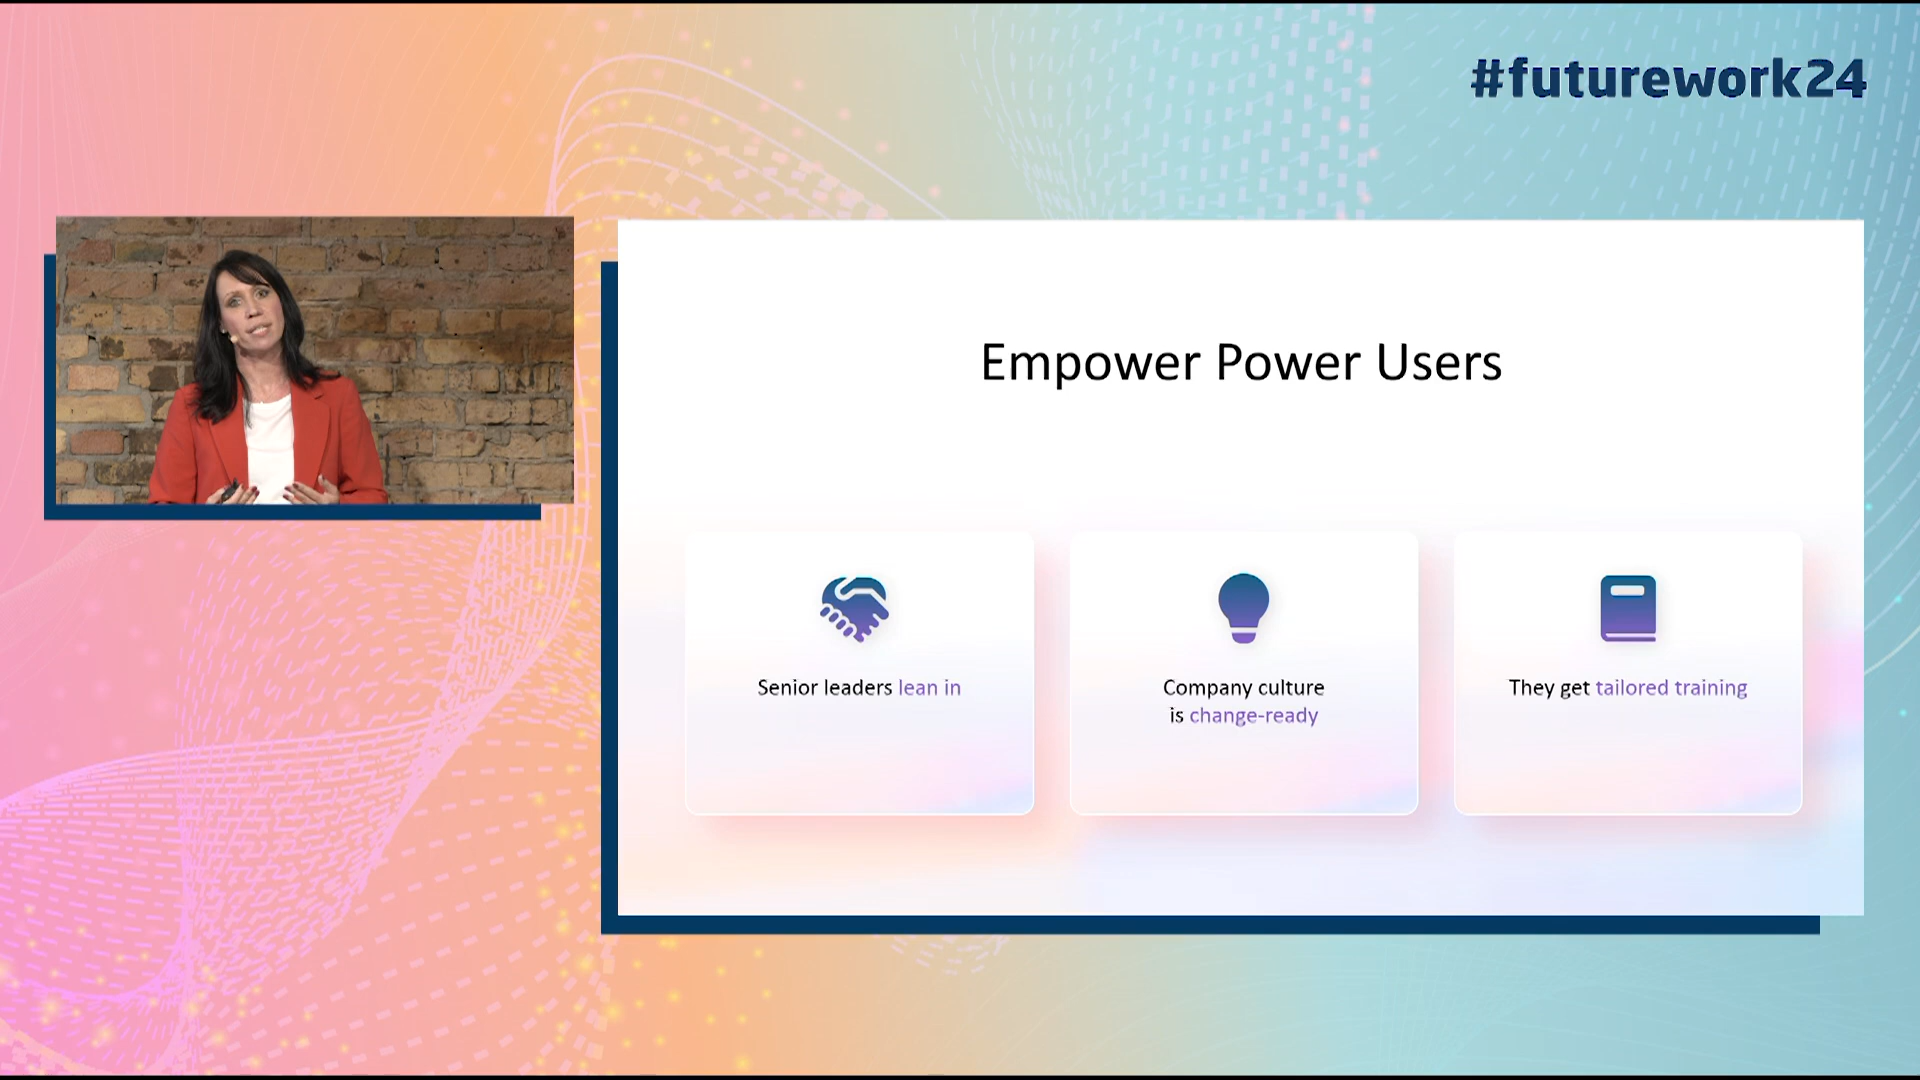 #futurework24
Empower Power Users
Senior leaders lean in
Company culture
is change-ready
They get tailored training